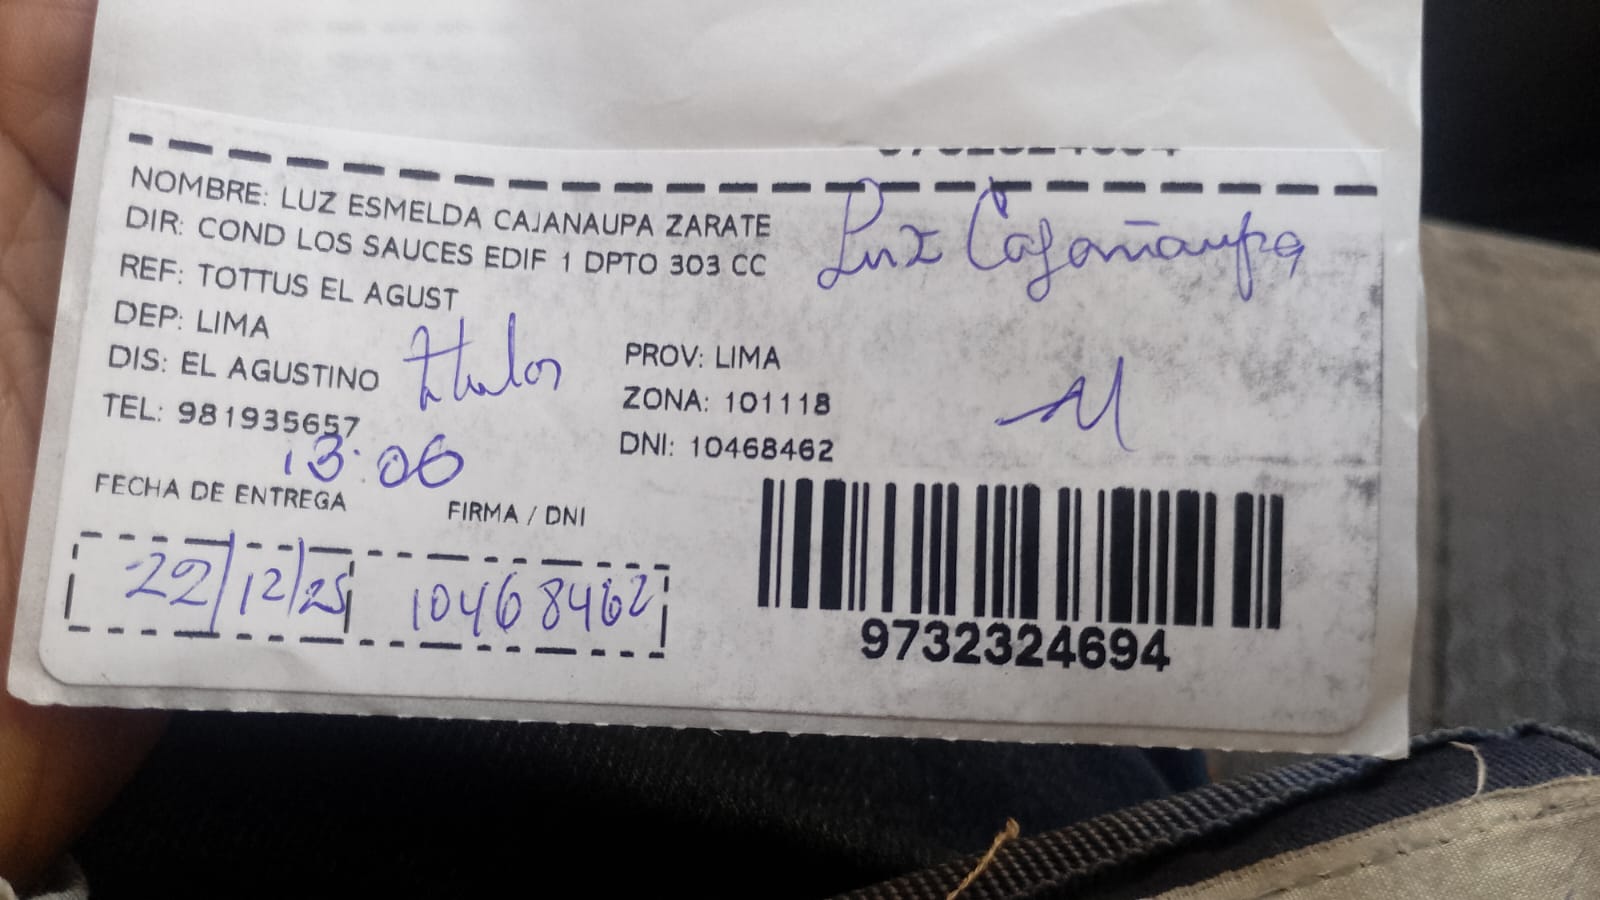 NOMBRE: LUZ ESMELDA CAJANAUPA ZARATE
Luz Cajañaupa
DIR: COND LOS SAUCES EDIF 1 DPTO 303 CC
REF: TOTTUS EL AGUST
DEP: LIMA
PROV: LIMA
DIS: EL AGUSTINO
titular
ZONA: 101118
TEL: 981935657
DNI: 10468462
13:06
FECHA DE ENTREGA
FIRMA / DNI
22/12/25
10468462
9732324694